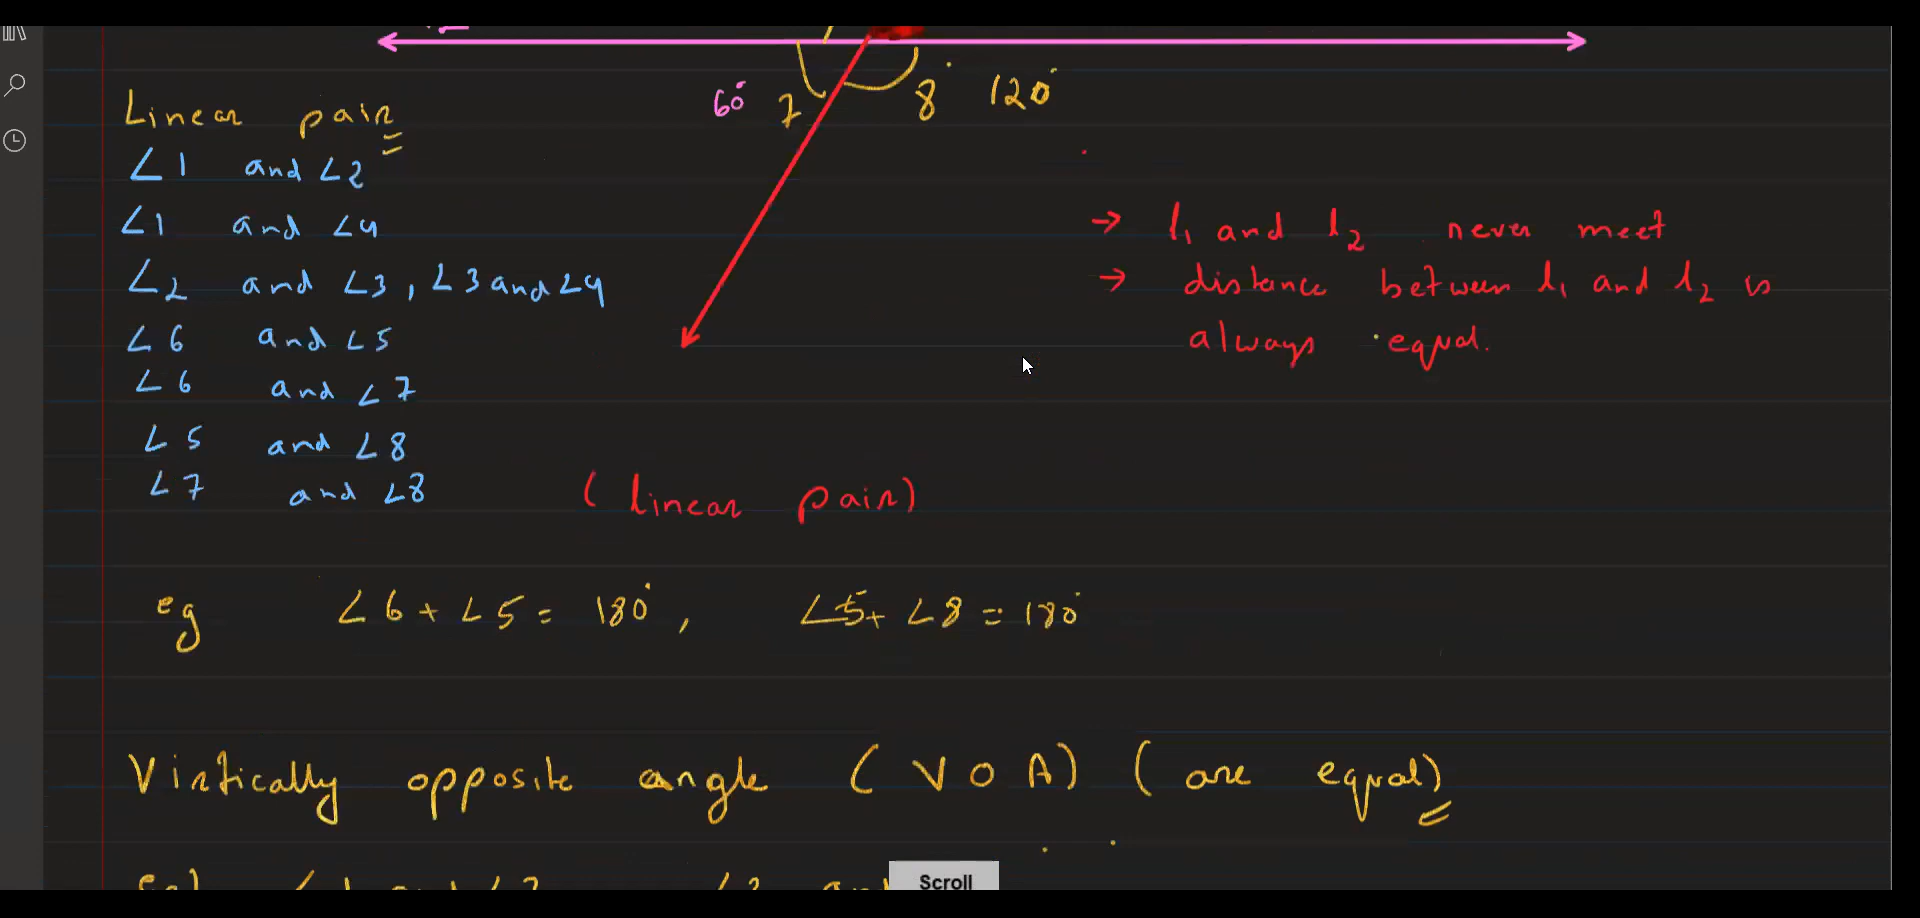 60° 7 8 120°
Linear pair
∠1 and ∠2
∠1 and ∠4
∠2 and ∠3, ∠3 and ∠4
∠6 and ∠5
∠6 and ∠7
∠5 and ∠8
∠7 and ∠8 (linear pair)
→ l₁ and l₂ never meet
→ distance between l₁ and l₂ is
always equal.
eg ∠6 + ∠5 = 180°, ∠5 + ∠8 = 180°
Virtically opposite angle (VOA) (are equal)
Scroll